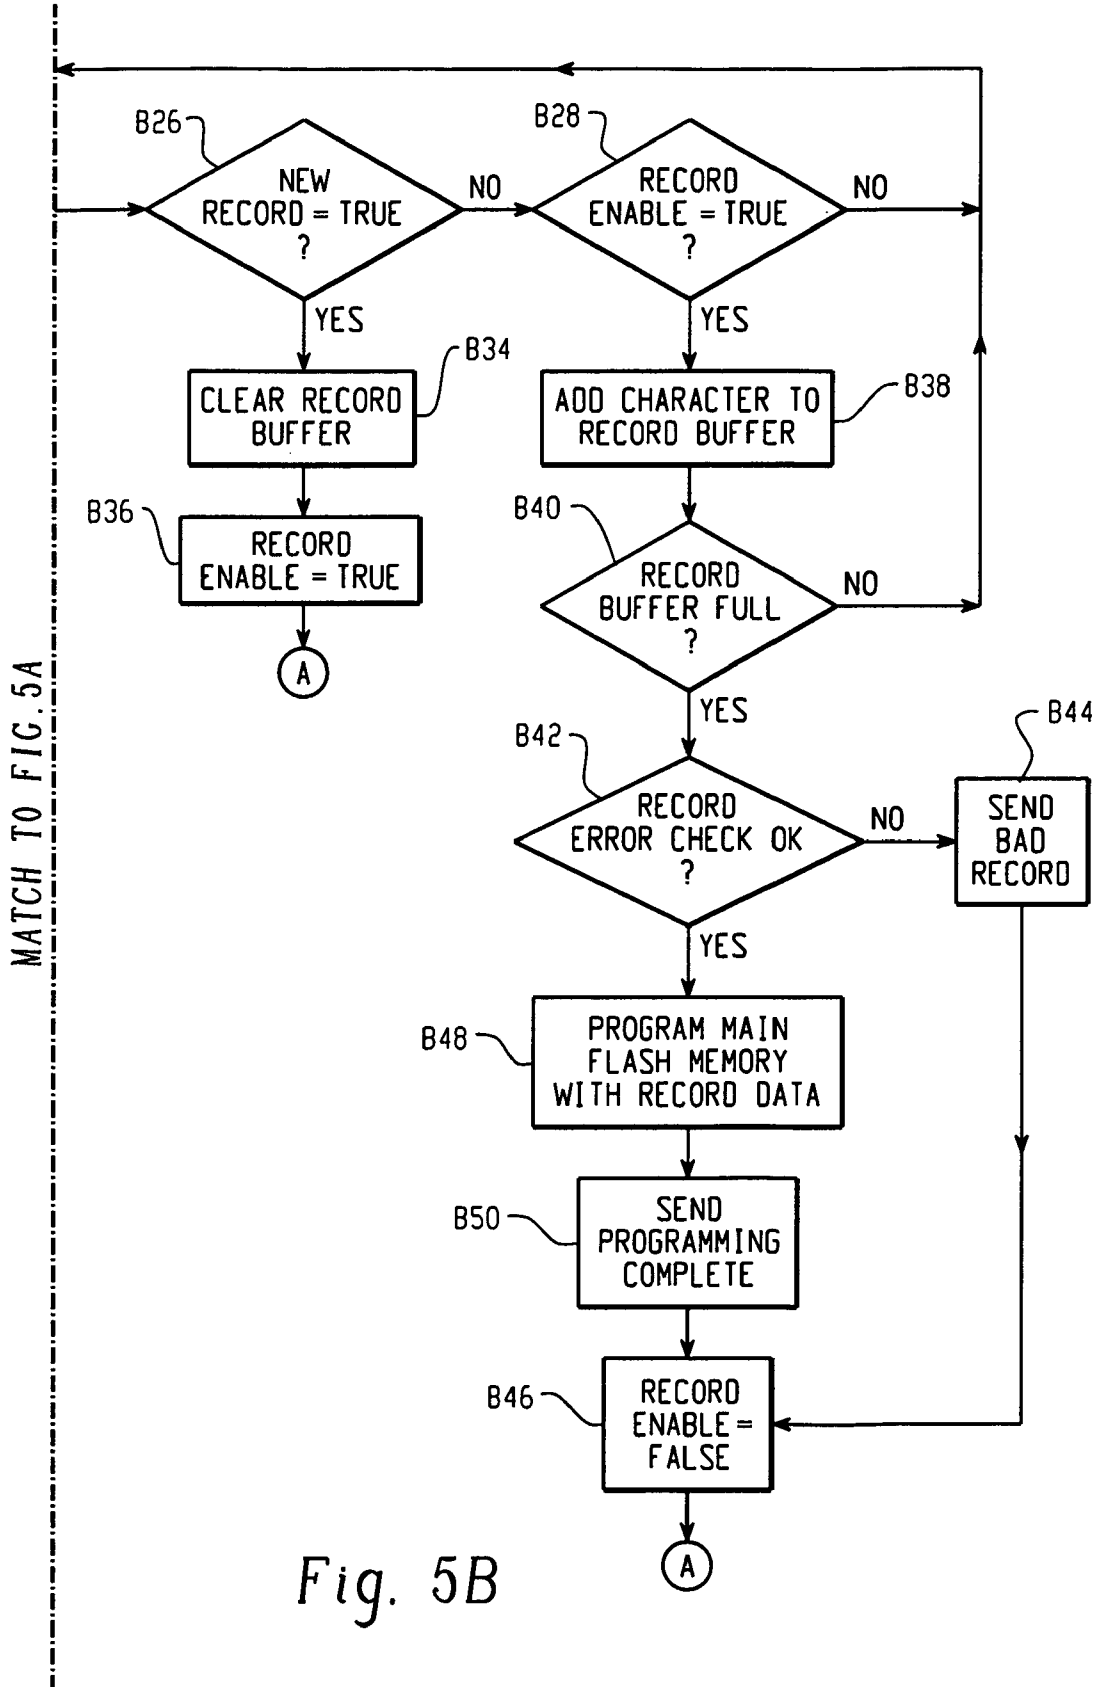 B26
NEW
RECORD = TRUE
?
NO
YES
B28
RECORD
ENABLE = TRUE
?
NO
YES
B34
CLEAR RECORD
BUFFER
B36
RECORD
ENABLE = TRUE
A
B38
ADD CHARACTER TO
RECORD BUFFER
B40
RECORD
BUFFER FULL
?
NO
YES
B42
RECORD
ERROR CHECK OK
?
NO
YES
B44
SEND
BAD
RECORD
B48
PROGRAM MAIN
FLASH MEMORY
WITH RECORD DATA
B50
SEND
PROGRAMMING
COMPLETE
B46
RECORD
ENABLE =
FALSE
A
MATCH TO FIG. 5A
Fig. 5B